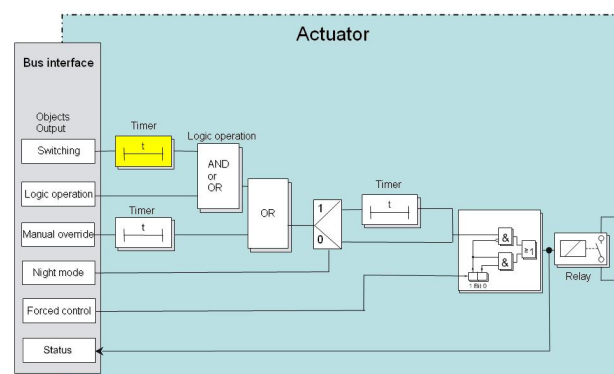 Actuator
Bus interface
Objects
Output
Timer
Logic operation
Switching
t
AND
or
OR
Logic operation
Timer
OR
1
0
Timer
t
Manual override
t
Night mode
Forced control
&
&
≥1
1 Bit 0
Relay
Status